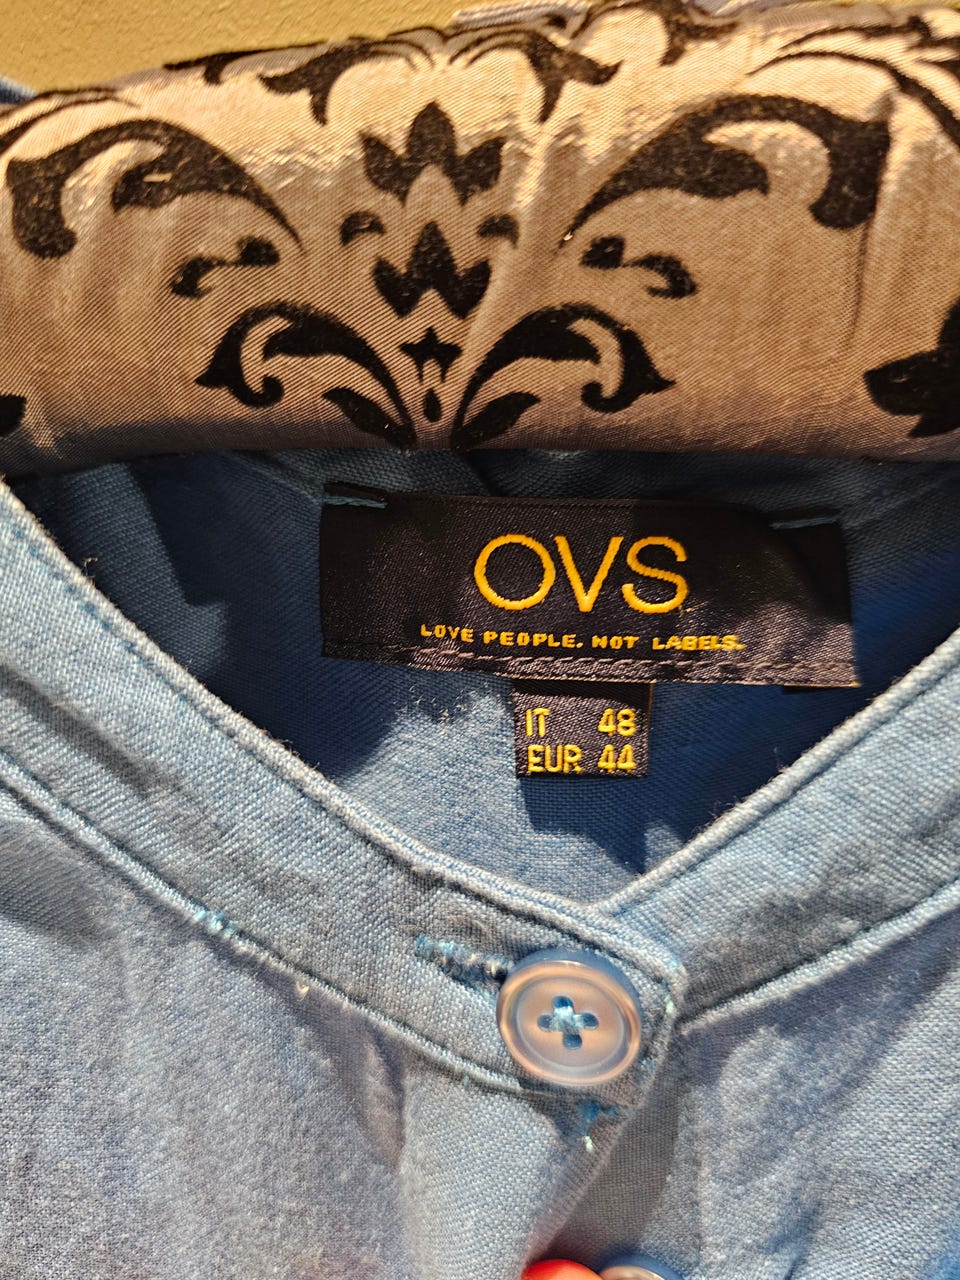 OVS
LOVE PEOPLE. NOT LABELS.
IT 48
EUR 44